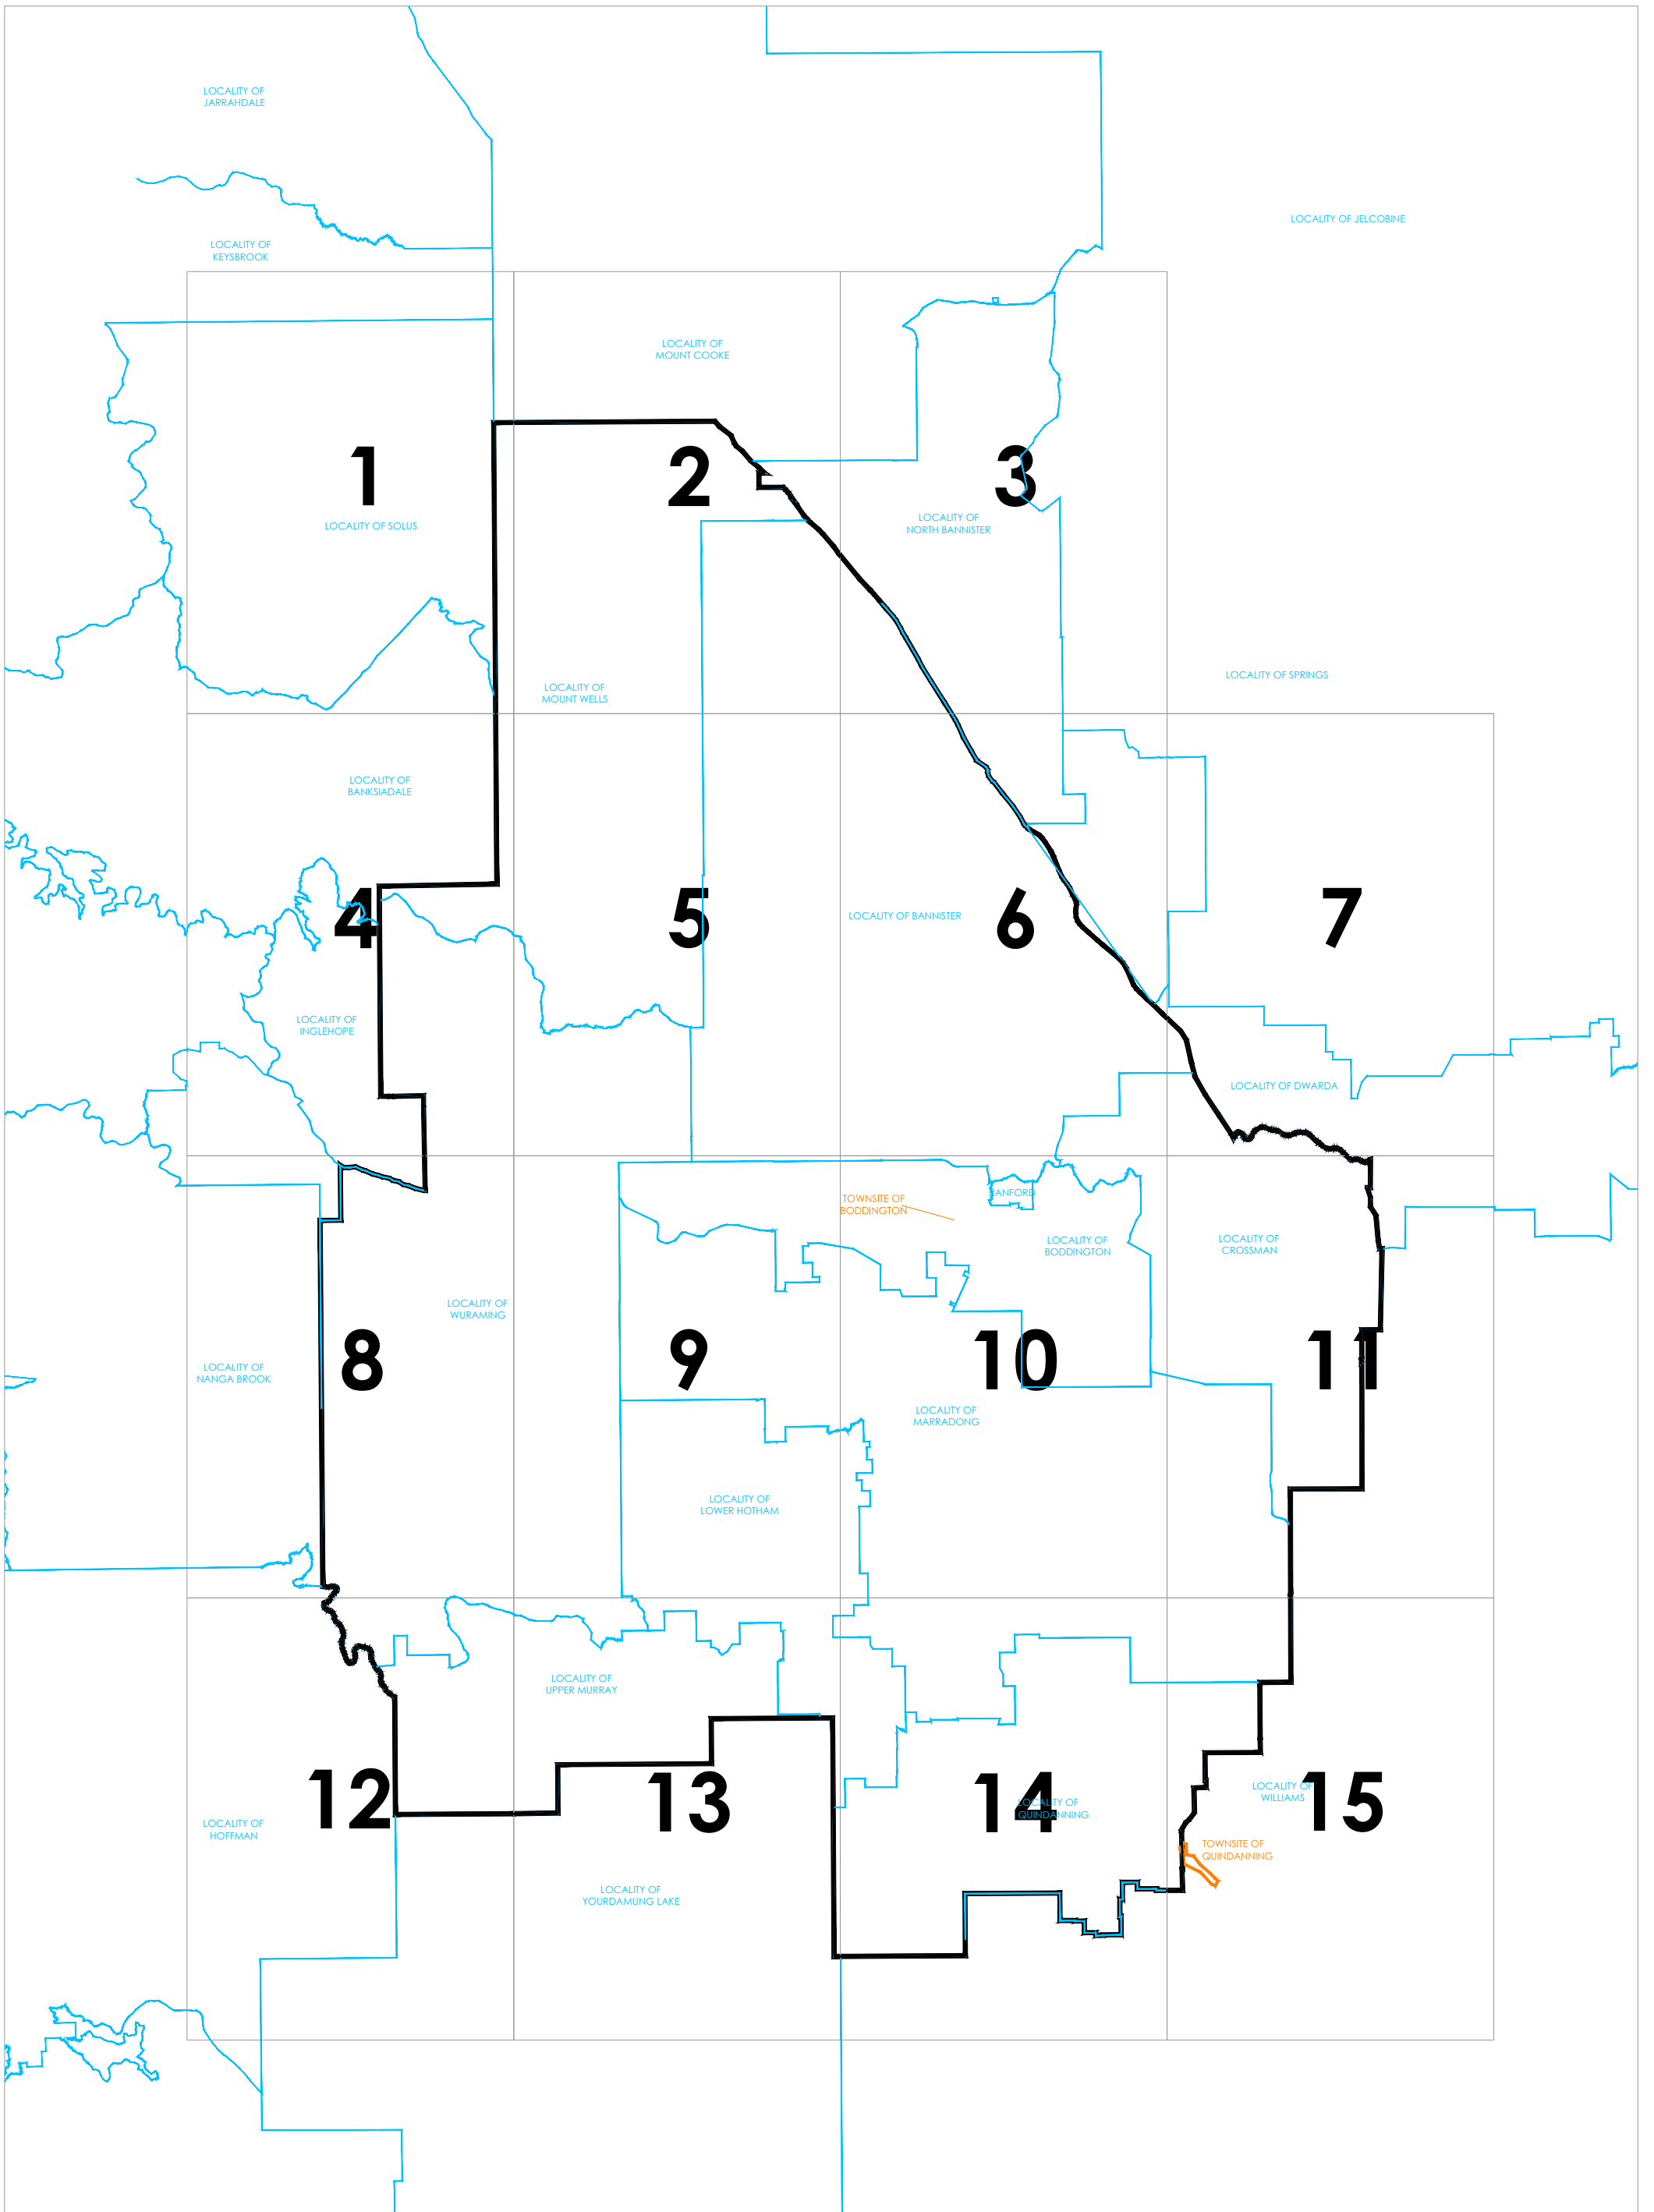 LOCALITY OF
JARRAHDALE
LOCALITY OF JELCOBINE
LOCALITY OF
KEYSBROOK
LOCALITY OF
MOUNT COOKE
1
2
3
LOCALITY OF SOLUS
LOCALITY OF
NORTH BANNISTER
LOCALITY OF SPRINGS
LOCALITY OF
MOUNT WELLS
LOCALITY OF
BANKSIADALE
4
5
LOCALITY OF BANNISTER
6
7
LOCALITY OF
INGLEHOPE
LOCALITY OF DWARDA
RANFORD
TOWNSITE OF
BODDINGTON
LOCALITY OF
BODDINGTON
LOCALITY OF
CROSSMAN
LOCALITY OF
WURAMING
LOCALITY OF
NANGA BROOK
8
9
10
11
LOCALITY OF
MARRADONG
LOCALITY OF
LOWER HOTHAM
LOCALITY OF
UPPER MURRAY
12
13
14
15
LOCALITY OF
WILLIAMS
LOCALITY OF
QUINDANNING
LOCALITY OF
HOFFMAN
TOWNSITE OF
QUINDANNING
LOCALITY OF
YOURDAMUNG LAKE